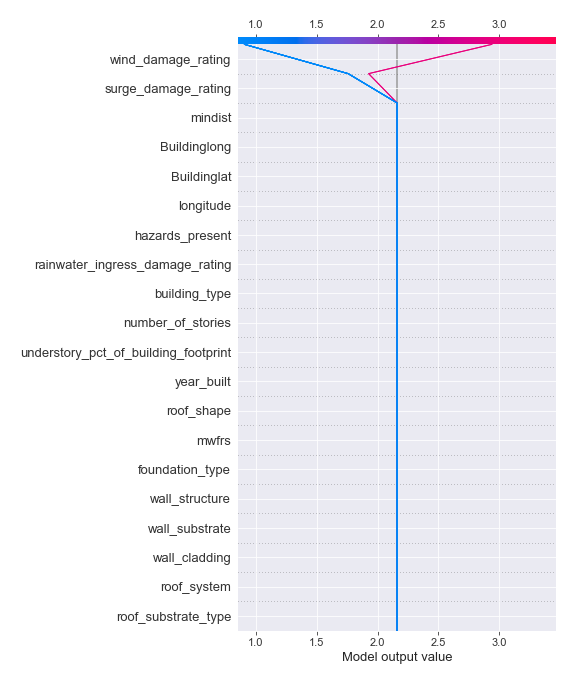 1.0 1.5 2.0 2.5 3.0
wind_damage_rating
surge_damage_rating
mindist
Buildinglong
Buildinglat
longitude
hazards_present
rainwater_ingress_damage_rating
building_type
number_of_stories
understory_pct_of_building_footprint
year_built
roof_shape
mwfrs
foundation_type
wall_structure
wall_substrate
wall_cladding
roof_system
roof_substrate_type
1.0 1.5 2.0 2.5 3.0
Model output value